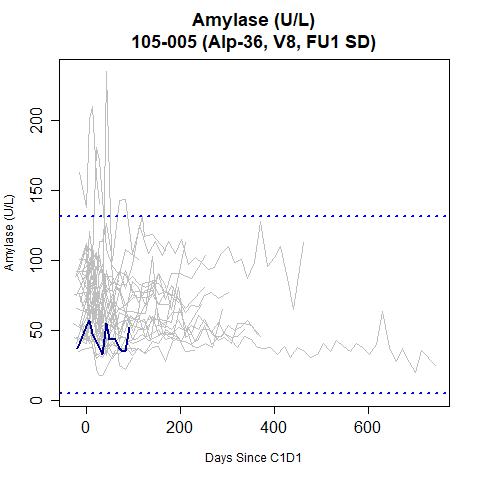 Amylase (U/L)
105-005 (Alp-36, V8, FU1 SD)
Amylase (U/L)
200
150
100
50
0
0 200 400 600
Days Since C1D1